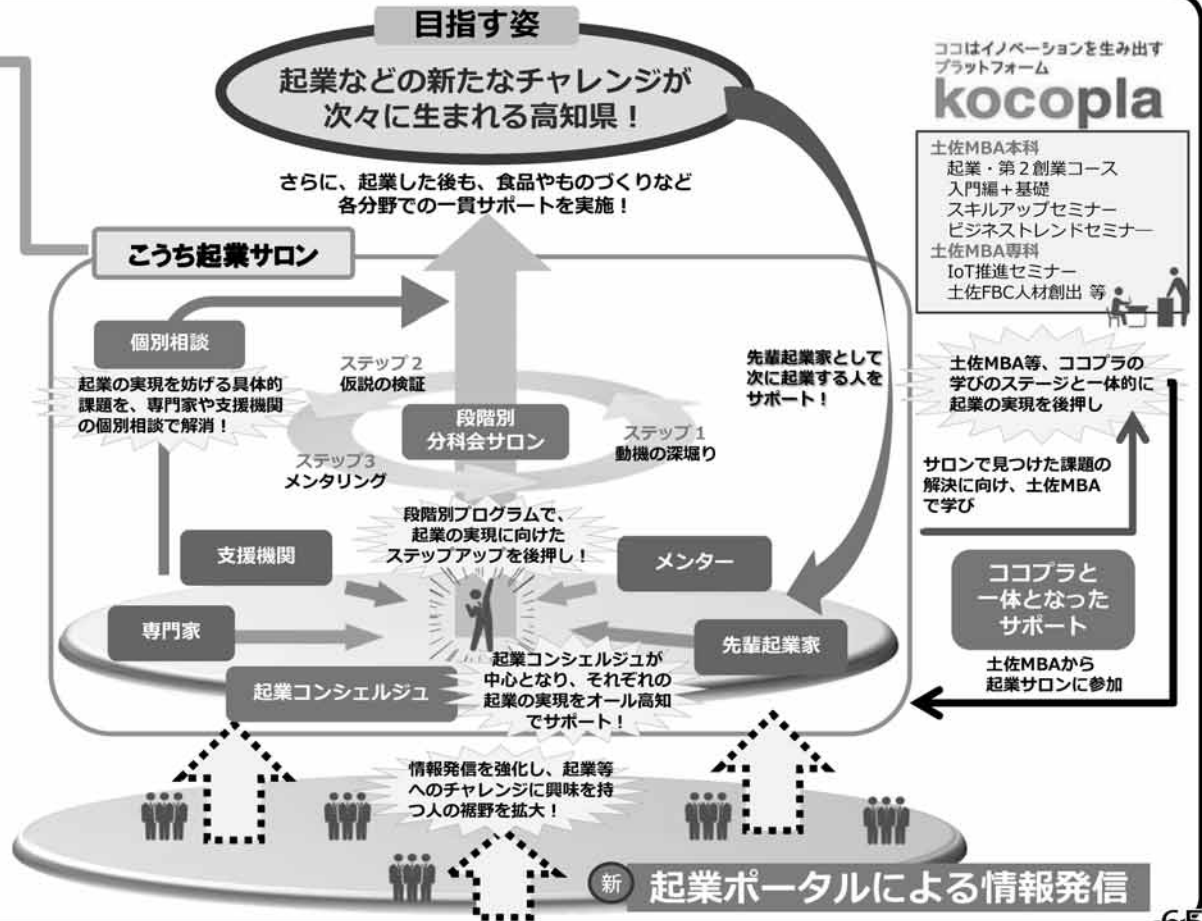 目指す姿
起業などの新たなチャレンジが
次々に生まれる高知県！
さらに、起業した後も、食品やものづくりなど
各分野での一貫サポートを実施！
ココはイノベーションを生み出す
プラットフォーム
kocopla
土佐MBA本科
起業・第２創業コース
入門編＋基礎
スキルアップセミナー
ビジネストレンドセミナー
土佐MBA専科
IoT推進セミナー
土佐FBC人材創出 等
こうち起業サロン
個別相談
起業の実現を妨げる具体的
課題を、専門家や支援機関
の個別相談で解消！
ステップ２
仮説の検証
段階別
分科会サロン
ステップ１
動機の深堀り
ステップ3
メンタリング
先輩起業家として
次に起業する人を
サポート！
土佐MBA等、ココプラの
学びのステージと一体的に
起業の実現を後押し
サロンで見つけた課題の
解決に向け、土佐MBA
で学び
段階別プログラムで、
起業の実現に向けた
ステップアップを後押し！
支援機関
メンター
専門家
先輩起業家
起業コンシェルジュ
起業コンシェルジュが
中心となり、それぞれの
起業の実現をオール高知
でサポート！
ココプラと
一体となった
サポート
土佐MBAから
起業サロンに参加
情報発信を強化し、起業等
へのチャレンジに興味を持
つ人の裾野を拡大！
新 起業ポータルによる情報発信